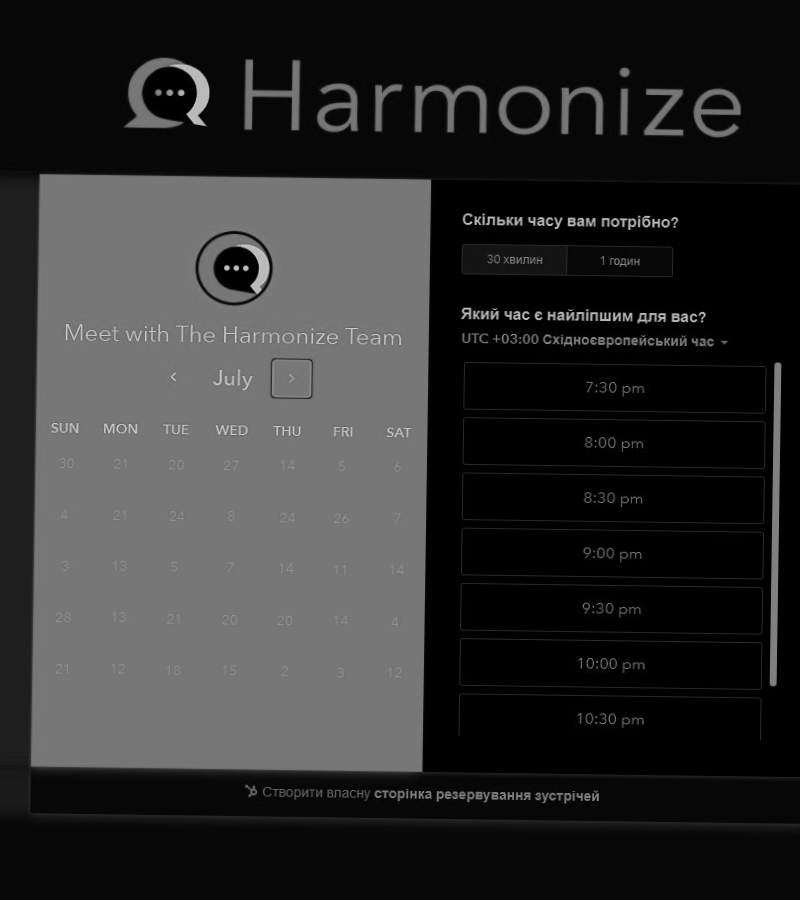 Harmonize
Meet with The Harmonize Team
July
SUN MON TUE WED THU FRI SAT
30 21 20 27 14 5 6
4 21 24 8 24 26 7
3 13 5 7 14 11 14
28 13 21 20 20 14 4
21 12 18 15 2 3 12
Скільки часу вам потрібно?
30 хвилин 1 годин
Який час є найліпшим для вас?
UTC +03:00 Східноєвропейський час
7:30 pm
8:00 pm
8:30 pm
9:00 pm
9:30 pm
10:00 pm
10:30 pm
Створити власну сторінка резервування зустрічей